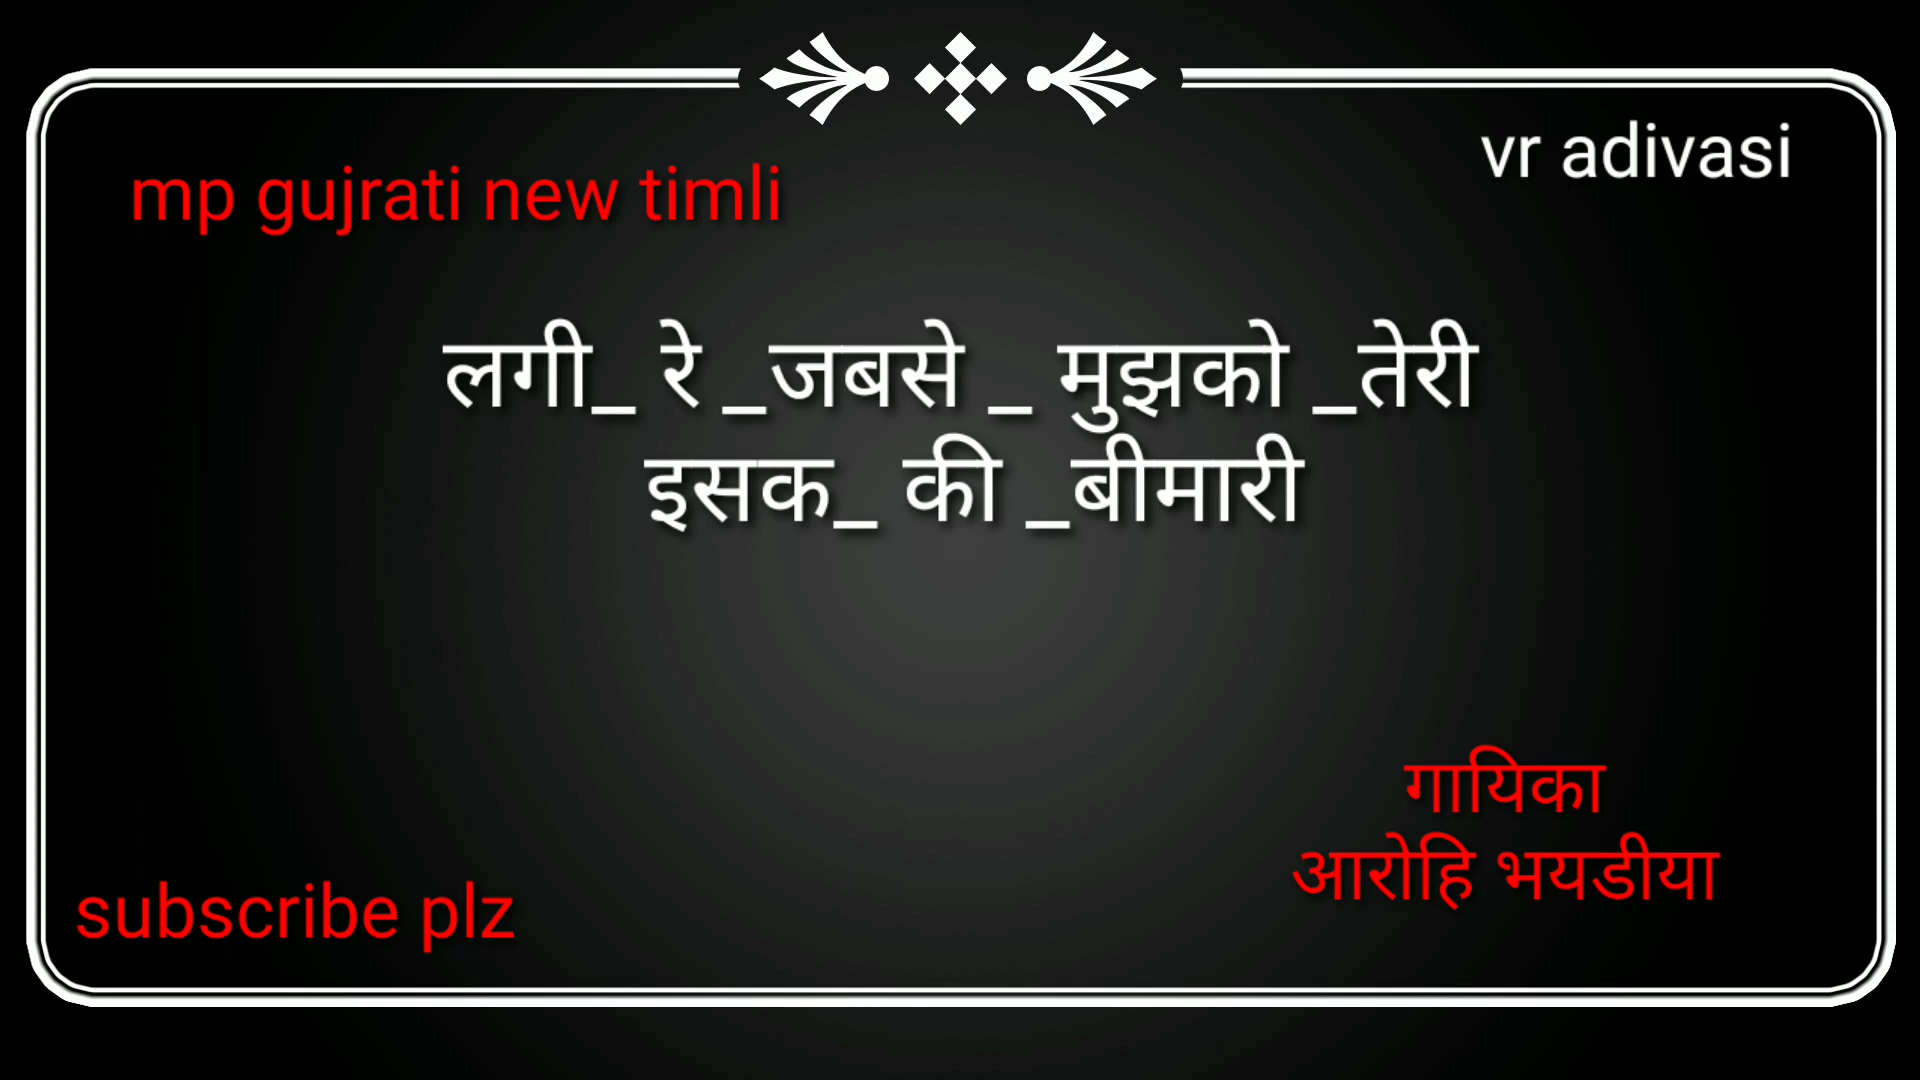 vr adivasi
mp gujrati new timli
लगी_ रे _जबसे _ मुझको _तेरी
इसक_ की _बीमारी
गायिका
आरोहि भयडीया
subscribe plz